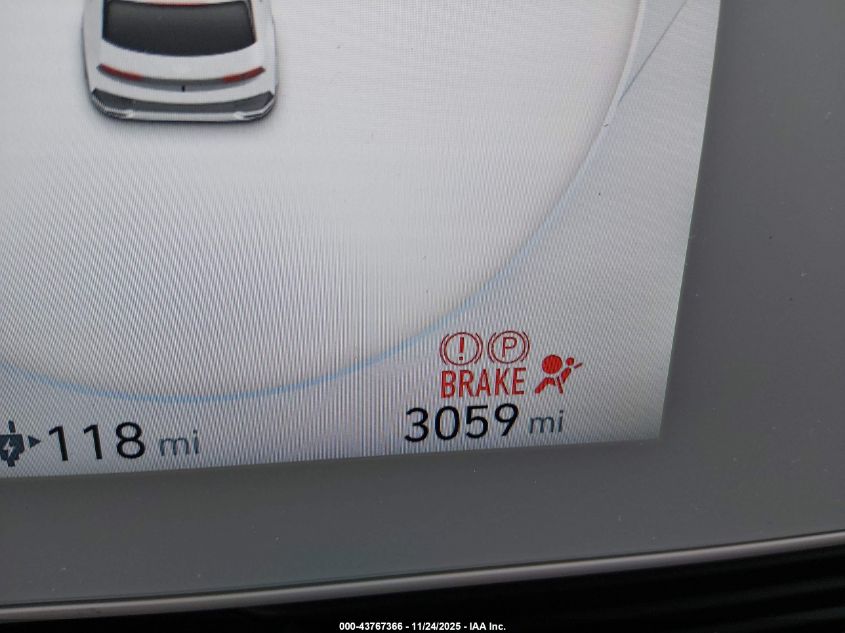 P
BRAKE
118 mi
3059 mi
000-43767366 - 11/24/2025 - IAA Inc.